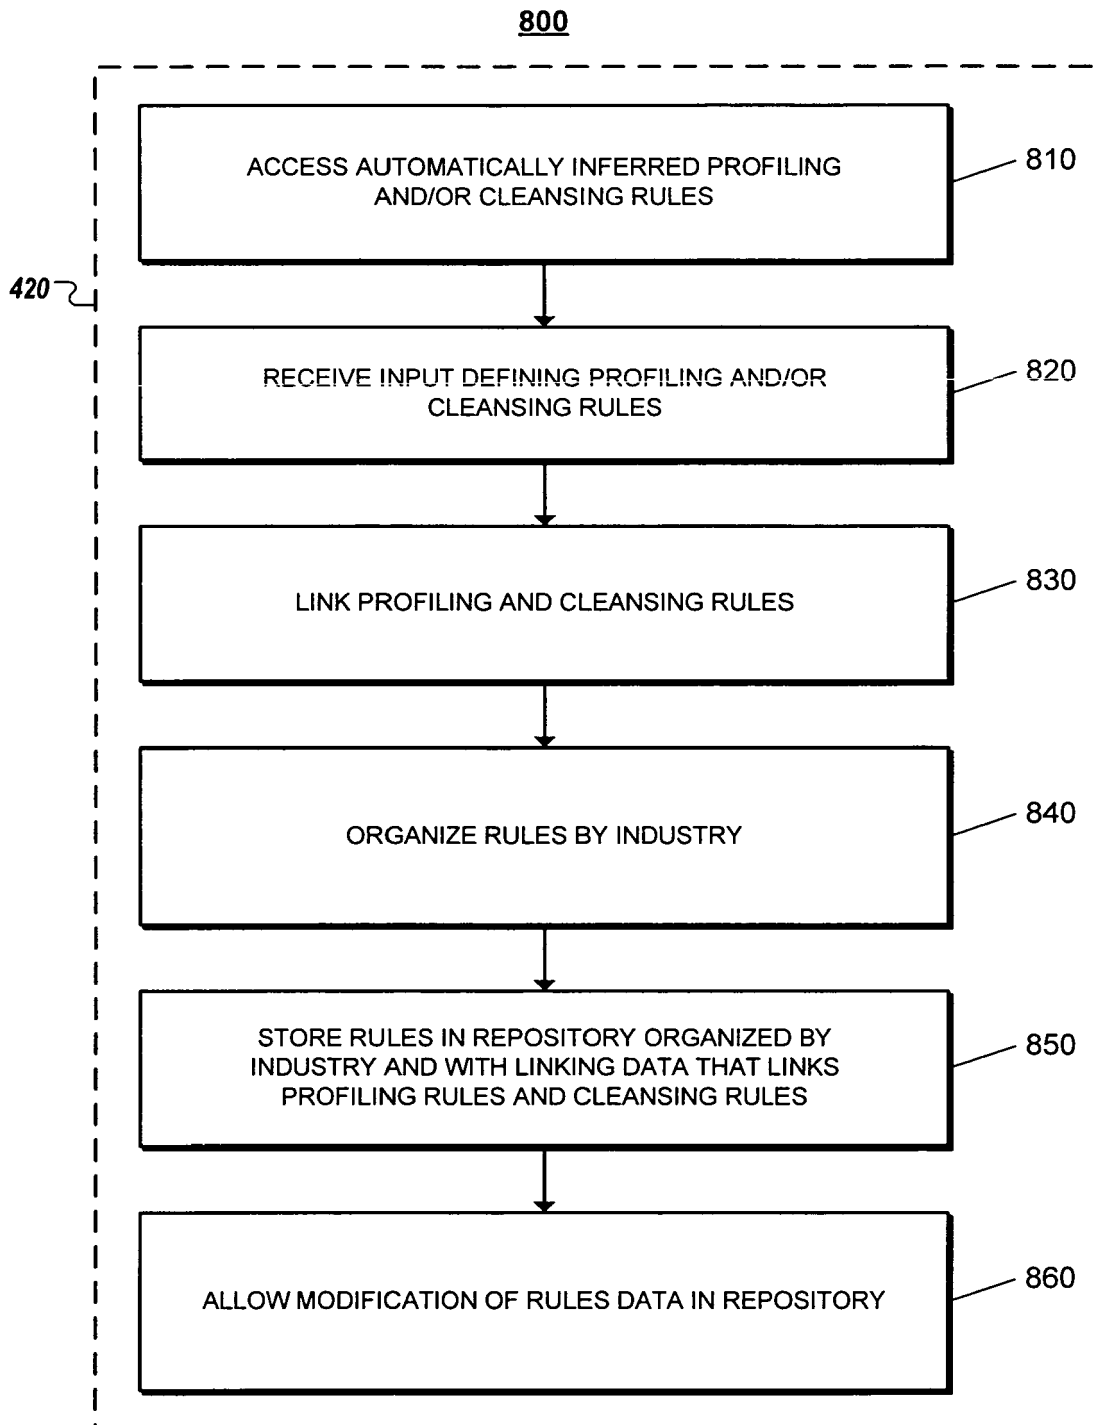 800
ACCESS AUTOMATICALLY INFERRED PROFILING
AND/OR CLEANSING RULES
810
420
RECEIVE INPUT DEFINING PROFILING AND/OR
CLEANSING RULES
820
LINK PROFILING AND CLEANSING RULES
830
ORGANIZE RULES BY INDUSTRY
840
STORE RULES IN REPOSITORY ORGANIZED BY
INDUSTRY AND WITH LINKING DATA THAT LINKS
PROFILING RULES AND CLEANSING RULES
850
ALLOW MODIFICATION OF RULES DATA IN REPOSITORY
860